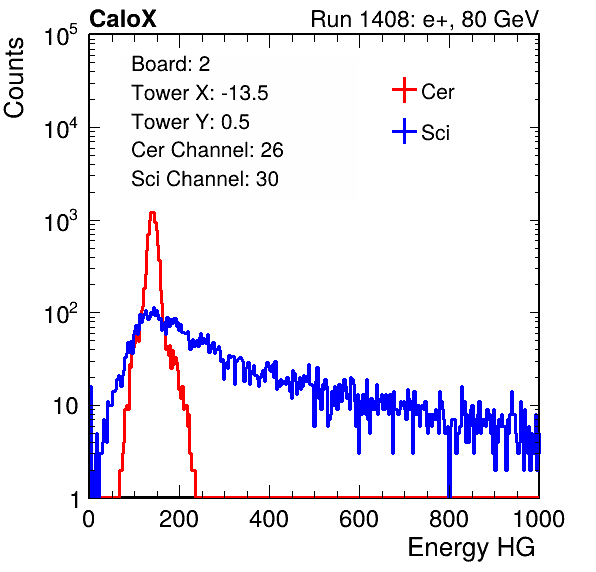 CaloX Run 1408: e+, 80 GeV
Counts
Board: 2
Tower X: -13.5
Tower Y: 0.5
Cer Channel: 26
Sci Channel: 30
Cer
Sci
10^5
10^4
10^3
10^2
10
1
0 200 400 600 800 1000
Energy HG